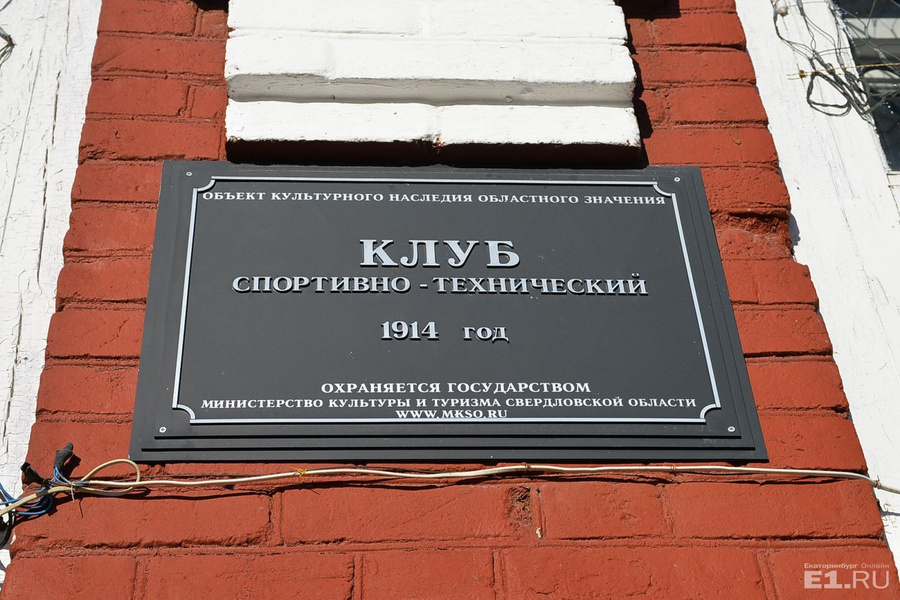 ОБЪЕКТ КУЛЬТУРНОГО НАСЛЕДИЯ ОБЛАСТНОГО ЗНАЧЕНИЯ
КЛУБ
СПОРТИВНО - ТЕХНИЧЕСКИЙ
1914 ГОД
ОХРАНЯЕТСЯ ГОСУДАРСТВОМ
МИНИСТЕРСТВО КУЛЬТУРЫ И ТУРИЗМА СВЕРДЛОВСКОЙ ОБЛАСТИ
WWW.MKSO.RU
Екатеринбург Онлайн
E1.RU